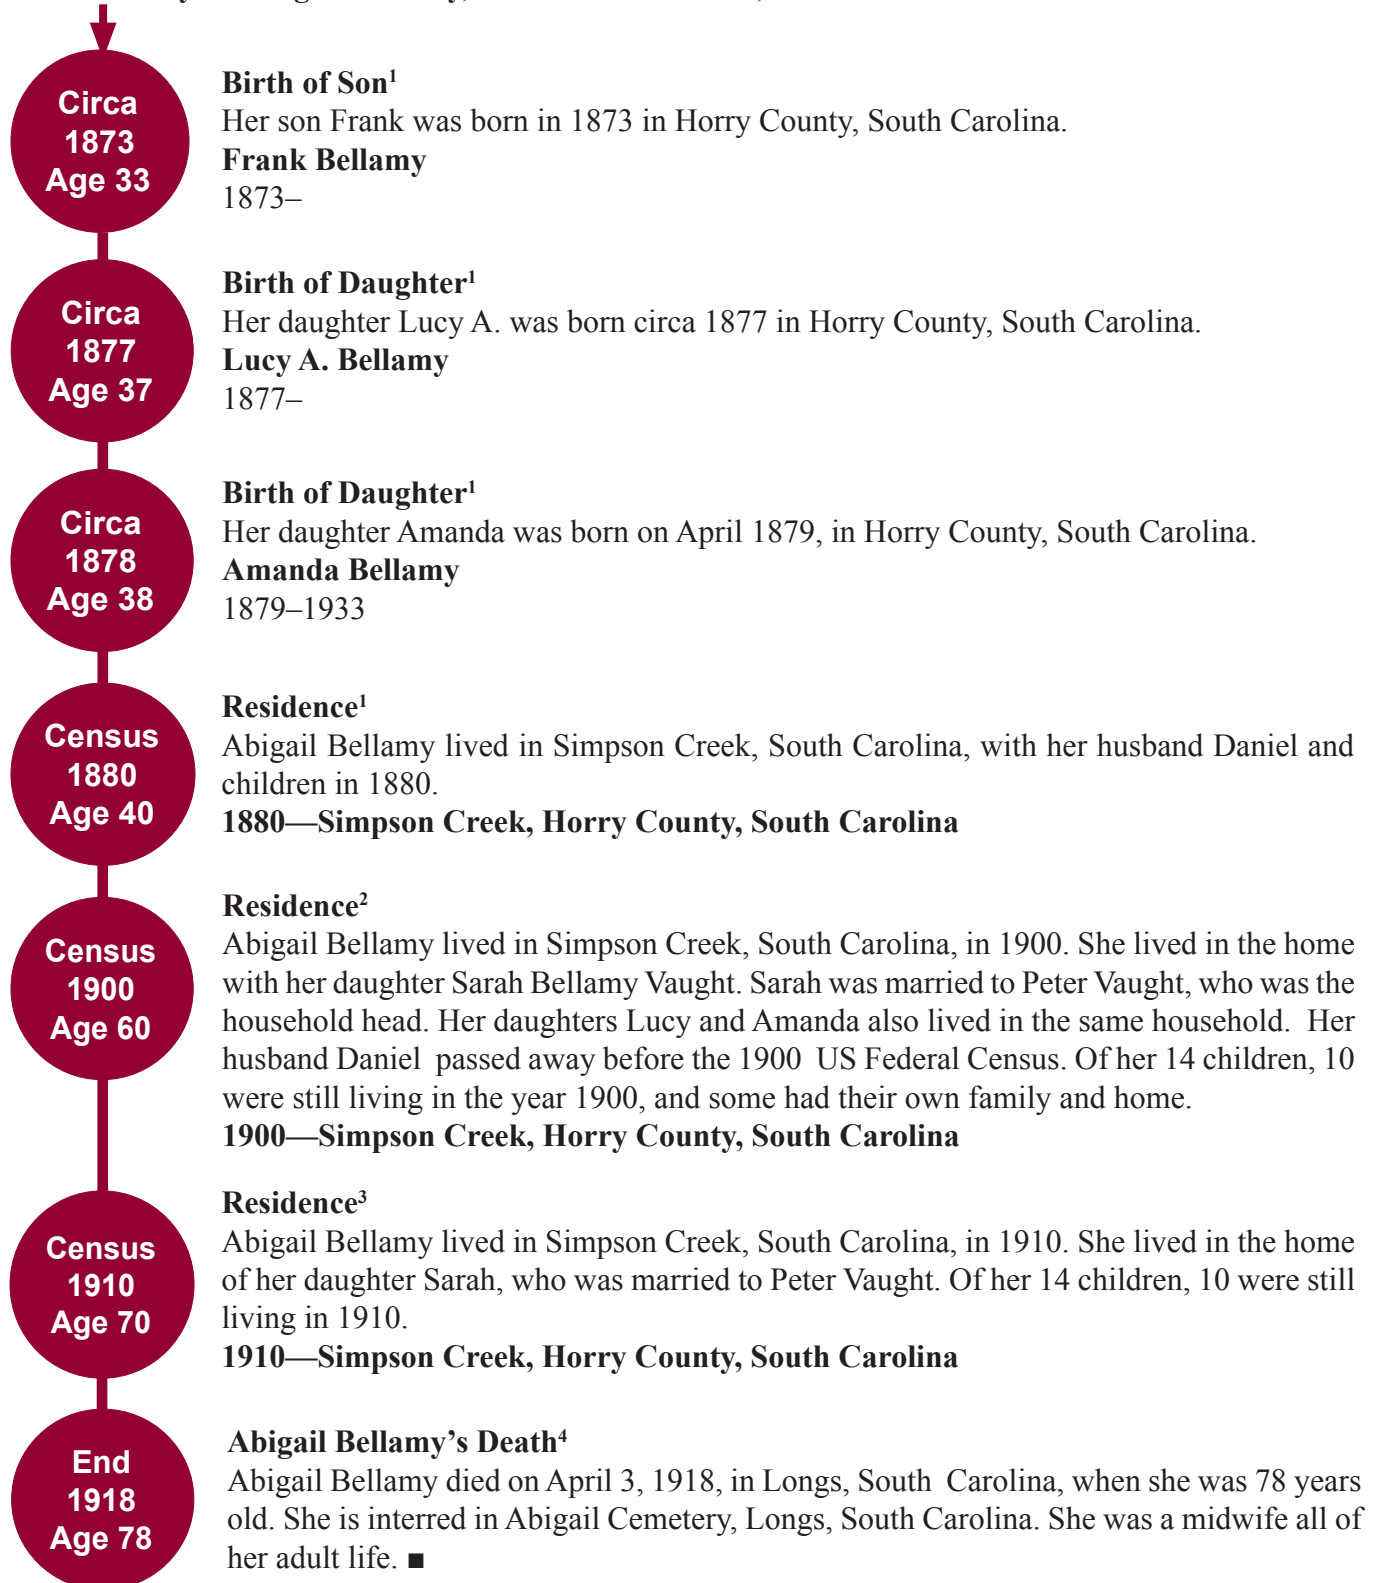 Circa
1873
Age 33
Birth of Son¹
Her son Frank was born in 1873 in Horry County, South Carolina.
Frank Bellamy
1873–
Circa
1877
Age 37
Birth of Daughter¹
Her daughter Lucy A. was born circa 1877 in Horry County, South Carolina.
Lucy A. Bellamy
1877–
Circa
1878
Age 38
Birth of Daughter¹
Her daughter Amanda was born on April 1879, in Horry County, South Carolina.
Amanda Bellamy
1879–1933
Census
1880
Age 40
Residence¹
Abigail Bellamy lived in Simpson Creek, South Carolina, with her husband Daniel and
children in 1880.
1880—Simpson Creek, Horry County, South Carolina
Census
1900
Age 60
Residence²
Abigail Bellamy lived in Simpson Creek, South Carolina, in 1900. She lived in the home
with her daughter Sarah Bellamy Vaught. Sarah was married to Peter Vaught, who was the
household head. Her daughters Lucy and Amanda also lived in the same household. Her
husband Daniel passed away before the 1900 US Federal Census. Of her 14 children, 10
were still living in the year 1900, and some had their own family and home.
1900—Simpson Creek, Horry County, South Carolina
Census
1910
Age 70
Residence³
Abigail Bellamy lived in Simpson Creek, South Carolina, in 1910. She lived in the home
of her daughter Sarah, who was married to Peter Vaught. Of her 14 children, 10 were still
living in 1910.
1910—Simpson Creek, Horry County, South Carolina
End
1918
Age 78
Abigail Bellamy’s Death⁴
Abigail Bellamy died on April 3, 1918, in Longs, South Carolina, when she was 78 years
old. She is interred in Abigail Cemetery, Longs, South Carolina. She was a midwife all of
her adult life. ■